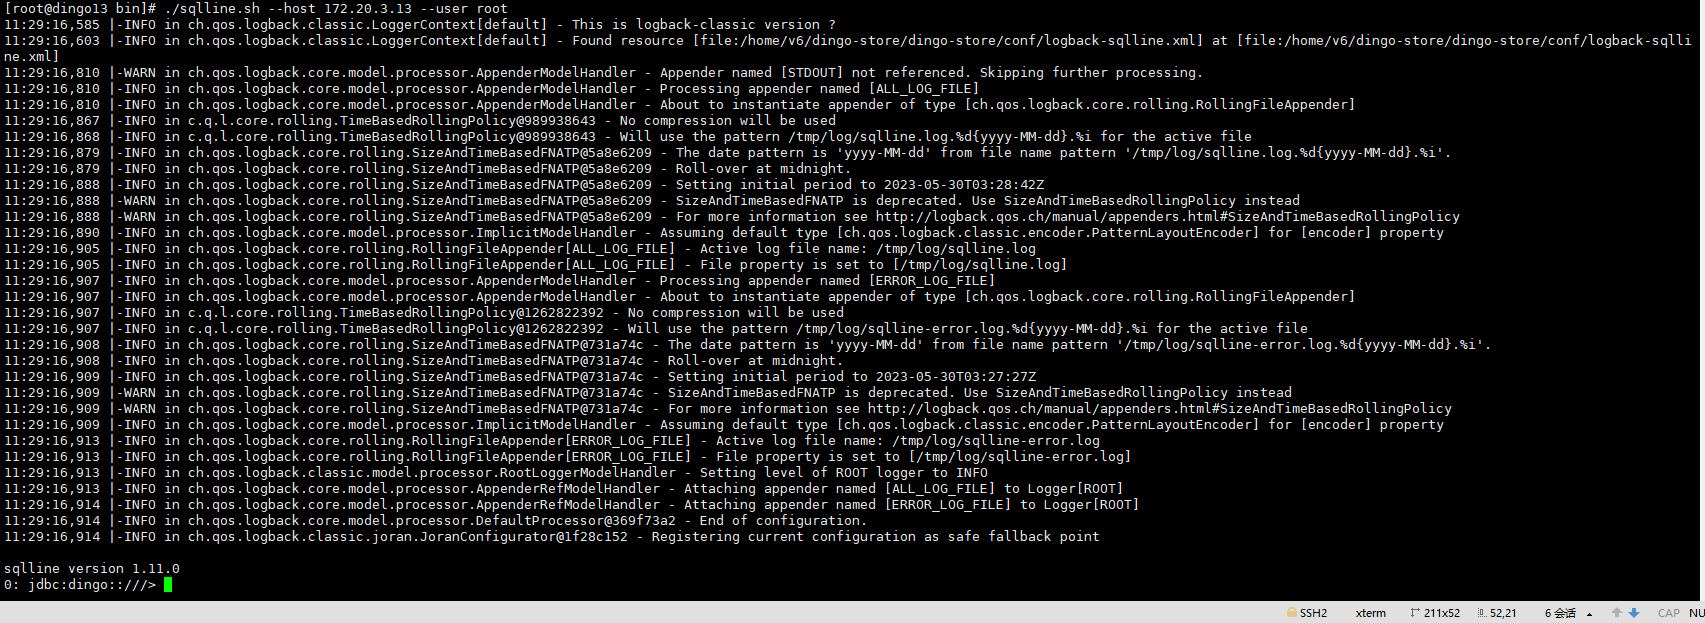 [root@dingo13 bin]# ./sqlline.sh --host 172.20.3.13 --user root
11:29:16,585 |-INFO in ch.qos.logback.classic.LoggerContext[default] - This is logback-classic version ?
11:29:16,603 |-INFO in ch.qos.logback.classic.LoggerContext[default] - Found resource [file:/home/v6/dingo-store/dingo-store/conf/logback-sqlline.xml] at [file:/home/v6/dingo-store/dingo-store/conf/logback-sqlli
ne.xml]
11:29:16,810 |-WARN in ch.qos.logback.core.model.processor.AppenderModelHandler - Appender named [STDOUT] not referenced. Skipping further processing.
11:29:16,810 |-INFO in ch.qos.logback.core.model.processor.AppenderModelHandler - Processing appender named [ALL_LOG_FILE]
11:29:16,810 |-INFO in ch.qos.logback.core.model.processor.AppenderModelHandler - About to instantiate appender of type [ch.qos.logback.core.rolling.RollingFileAppender]
11:29:16,867 |-INFO in c.q.l.core.rolling.TimeBasedRollingPolicy@989938643 - No compression will be used
11:29:16,868 |-INFO in c.q.l.core.rolling.TimeBasedRollingPolicy@989938643 - Will use the pattern /tmp/log/sqlline.log.%d{yyyy-MM-dd}.%i for the active file
11:29:16,879 |-INFO in ch.qos.logback.core.rolling.SizeAndTimeBasedFNATP@5a8e6209 - The date pattern is 'yyyy-MM-dd' from file name pattern '/tmp/log/sqlline.log.%d{yyyy-MM-dd}.%i'.
11:29:16,879 |-INFO in ch.qos.logback.core.rolling.SizeAndTimeBasedFNATP@5a8e6209 - Roll-over at midnight.
11:29:16,888 |-INFO in ch.qos.logback.core.rolling.SizeAndTimeBasedFNATP@5a8e6209 - Setting initial period to 2023-05-30T03:28:42Z
11:29:16,888 |-WARN in ch.qos.logback.core.rolling.SizeAndTimeBasedFNATP@5a8e6209 - SizeAndTimeBasedFNATP is deprecated. Use SizeAndTimeBasedRollingPolicy instead
11:29:16,888 |-WARN in ch.qos.logback.core.rolling.SizeAndTimeBasedFNATP@5a8e6209 - For more information see http://logback.qos.ch/manual/appenders.html#SizeAndTimeBasedRollingPolicy
11:29:16,890 |-INFO in ch.qos.logback.core.model.processor.ImplicitModelHandler - Assuming default type [ch.qos.logback.classic.encoder.PatternLayoutEncoder] for [encoder] property
11:29:16,905 |-INFO in ch.qos.logback.core.rolling.RollingFileAppender[ALL_LOG_FILE] - Active log file name: /tmp/log/sqlline.log
11:29:16,905 |-INFO in ch.qos.logback.core.rolling.RollingFileAppender[ALL_LOG_FILE] - File property is set to [/tmp/log/sqlline.log]
11:29:16,907 |-INFO in ch.qos.logback.core.model.processor.AppenderModelHandler - Processing appender named [ERROR_LOG_FILE]
11:29:16,907 |-INFO in ch.qos.logback.core.model.processor.AppenderModelHandler - About to instantiate appender of type [ch.qos.logback.core.rolling.RollingFileAppender]
11:29:16,907 |-INFO in c.q.l.core.rolling.TimeBasedRollingPolicy@1262822392 - No compression will be used
11:29:16,907 |-INFO in c.q.l.core.rolling.TimeBasedRollingPolicy@1262822392 - Will use the pattern /tmp/log/sqlline-error.log.%d{yyyy-MM-dd}.%i for the active file
11:29:16,908 |-INFO in ch.qos.logback.core.rolling.SizeAndTimeBasedFNATP@731a74c - The date pattern is 'yyyy-MM-dd' from file name pattern '/tmp/log/sqlline-error.log.%d{yyyy-MM-dd}.%i'.
11:29:16,908 |-INFO in ch.qos.logback.core.rolling.SizeAndTimeBasedFNATP@731a74c - Roll-over at midnight.
11:29:16,909 |-INFO in ch.qos.logback.core.rolling.SizeAndTimeBasedFNATP@731a74c - Setting initial period to 2023-05-30T03:27:27Z
11:29:16,909 |-WARN in ch.qos.logback.core.rolling.SizeAndTimeBasedFNATP@731a74c - SizeAndTimeBasedFNATP is deprecated. Use SizeAndTimeBasedRollingPolicy instead
11:29:16,909 |-WARN in ch.qos.logback.core.rolling.SizeAndTimeBasedFNATP@731a74c - For more information see http://logback.qos.ch/manual/appenders.html#SizeAndTimeBasedRollingPolicy
11:29:16,909 |-INFO in ch.qos.logback.core.model.processor.ImplicitModelHandler - Assuming default type [ch.qos.logback.classic.encoder.PatternLayoutEncoder] for [encoder] property
11:29:16,913 |-INFO in ch.qos.logback.core.rolling.RollingFileAppender[ERROR_LOG_FILE] - Active log file name: /tmp/log/sqlline-error.log
11:29:16,913 |-INFO in ch.qos.logback.core.rolling.RollingFileAppender[ERROR_LOG_FILE] - File property is set to [/tmp/log/sqlline-error.log]
11:29:16,913 |-INFO in ch.qos.logback.classic.model.processor.RootLoggerModelHandler - Setting level of ROOT logger to INFO
11:29:16,913 |-INFO in ch.qos.logback.core.model.processor.AppenderRefModelHandler - Attaching appender named [ALL_LOG_FILE] to Logger[ROOT]
11:29:16,914 |-INFO in ch.qos.logback.core.model.processor.AppenderRefModelHandler - Attaching appender named [ERROR_LOG_FILE] to Logger[ROOT]
11:29:16,914 |-INFO in ch.qos.logback.core.model.processor.DefaultProcessor@369f73a2 - End of configuration.
11:29:16,914 |-INFO in ch.qos.logback.classic.joran.JoranConfigurator@1f28c152 - Registering current configuration as safe fallback point
sqlline version 1.11.0
0: jdbc:dingo:///>
SSH2 xterm 211x52 52,21 6 会话 CAP NU